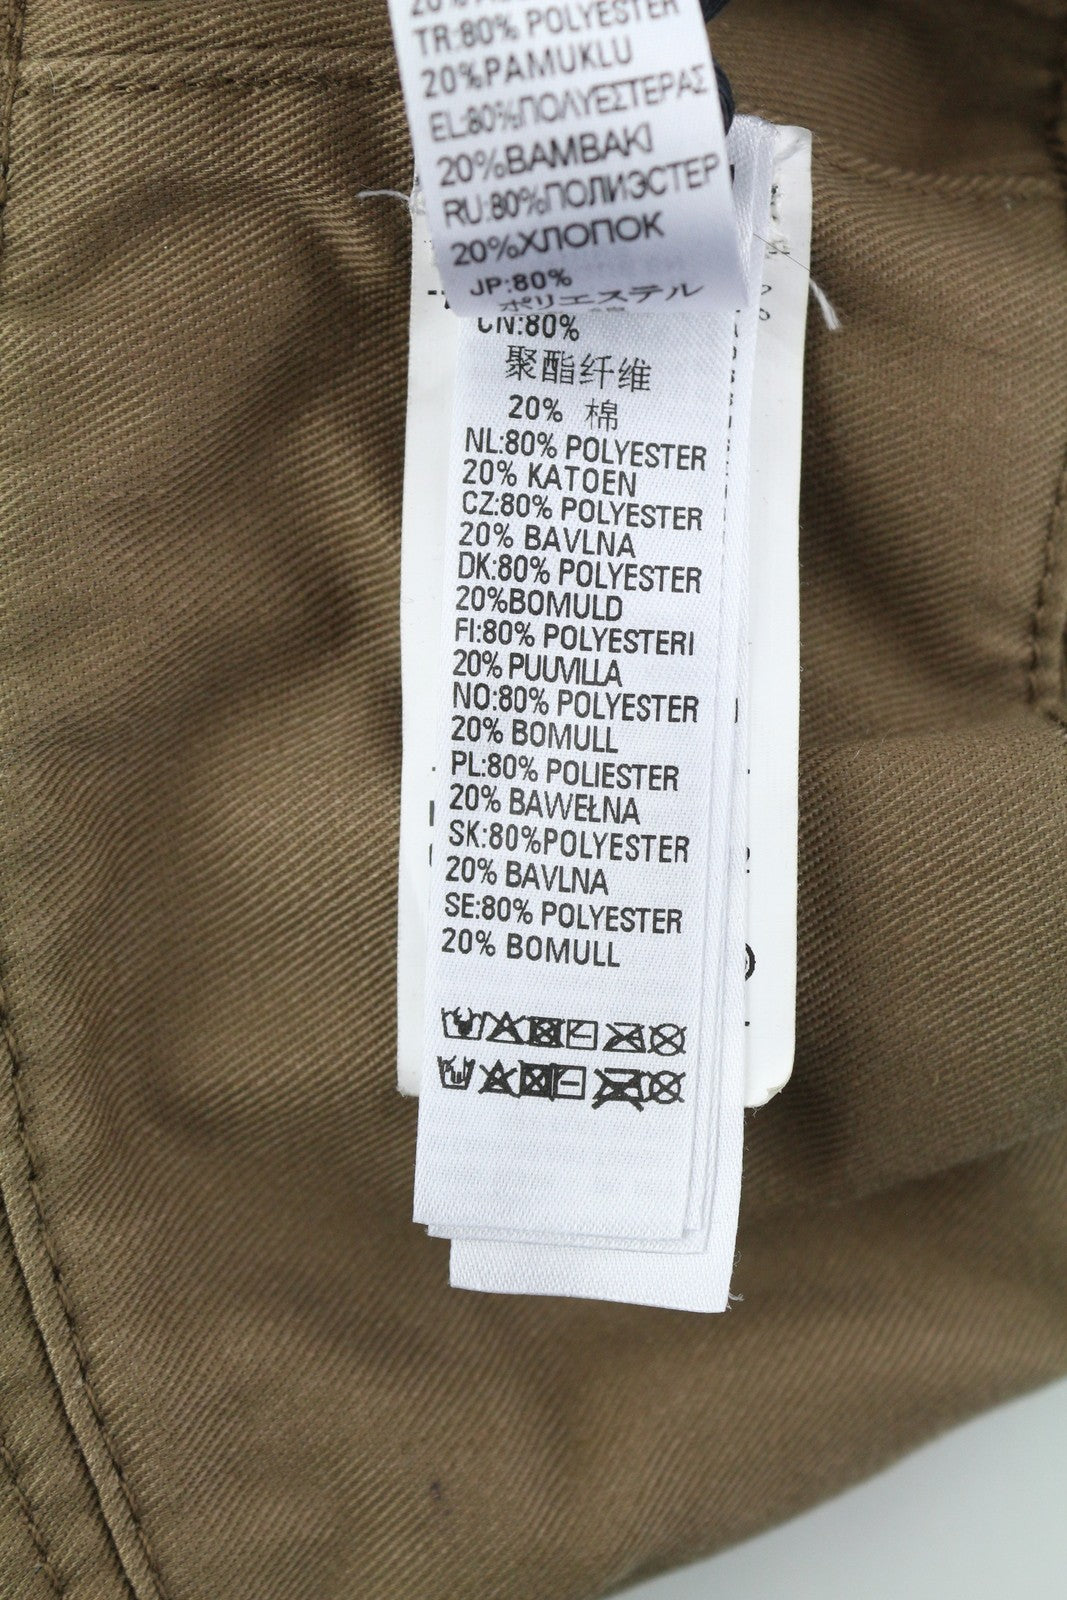 TR:80% POLYESTER
20%PAMUKLU
EL:80%ΠΟΛΥΕΣΤΕΡΑΣ
20%ΒΑΜΒΑΚΙ
RU:80%ПОЛИЭСТЕР
20%ХЛОПОК
JP:80%
ポリエステル
CN:80%
聚酯纤维
20% 棉
NL:80% POLYESTER
20% KATOEN
CZ:80% POLYESTER
20% BAVLNA
DK:80% POLYESTER
20%BOMULD
FI:80% POLYESTERI
20% PUUVILLA
NO:80% POLYESTER
20% BOMULL
PL:80% POLIESTER
20% BAWEŁNA
SK:80%POLYESTER
20% BAVLNA
SE:80% POLYESTER
20% BOMULL